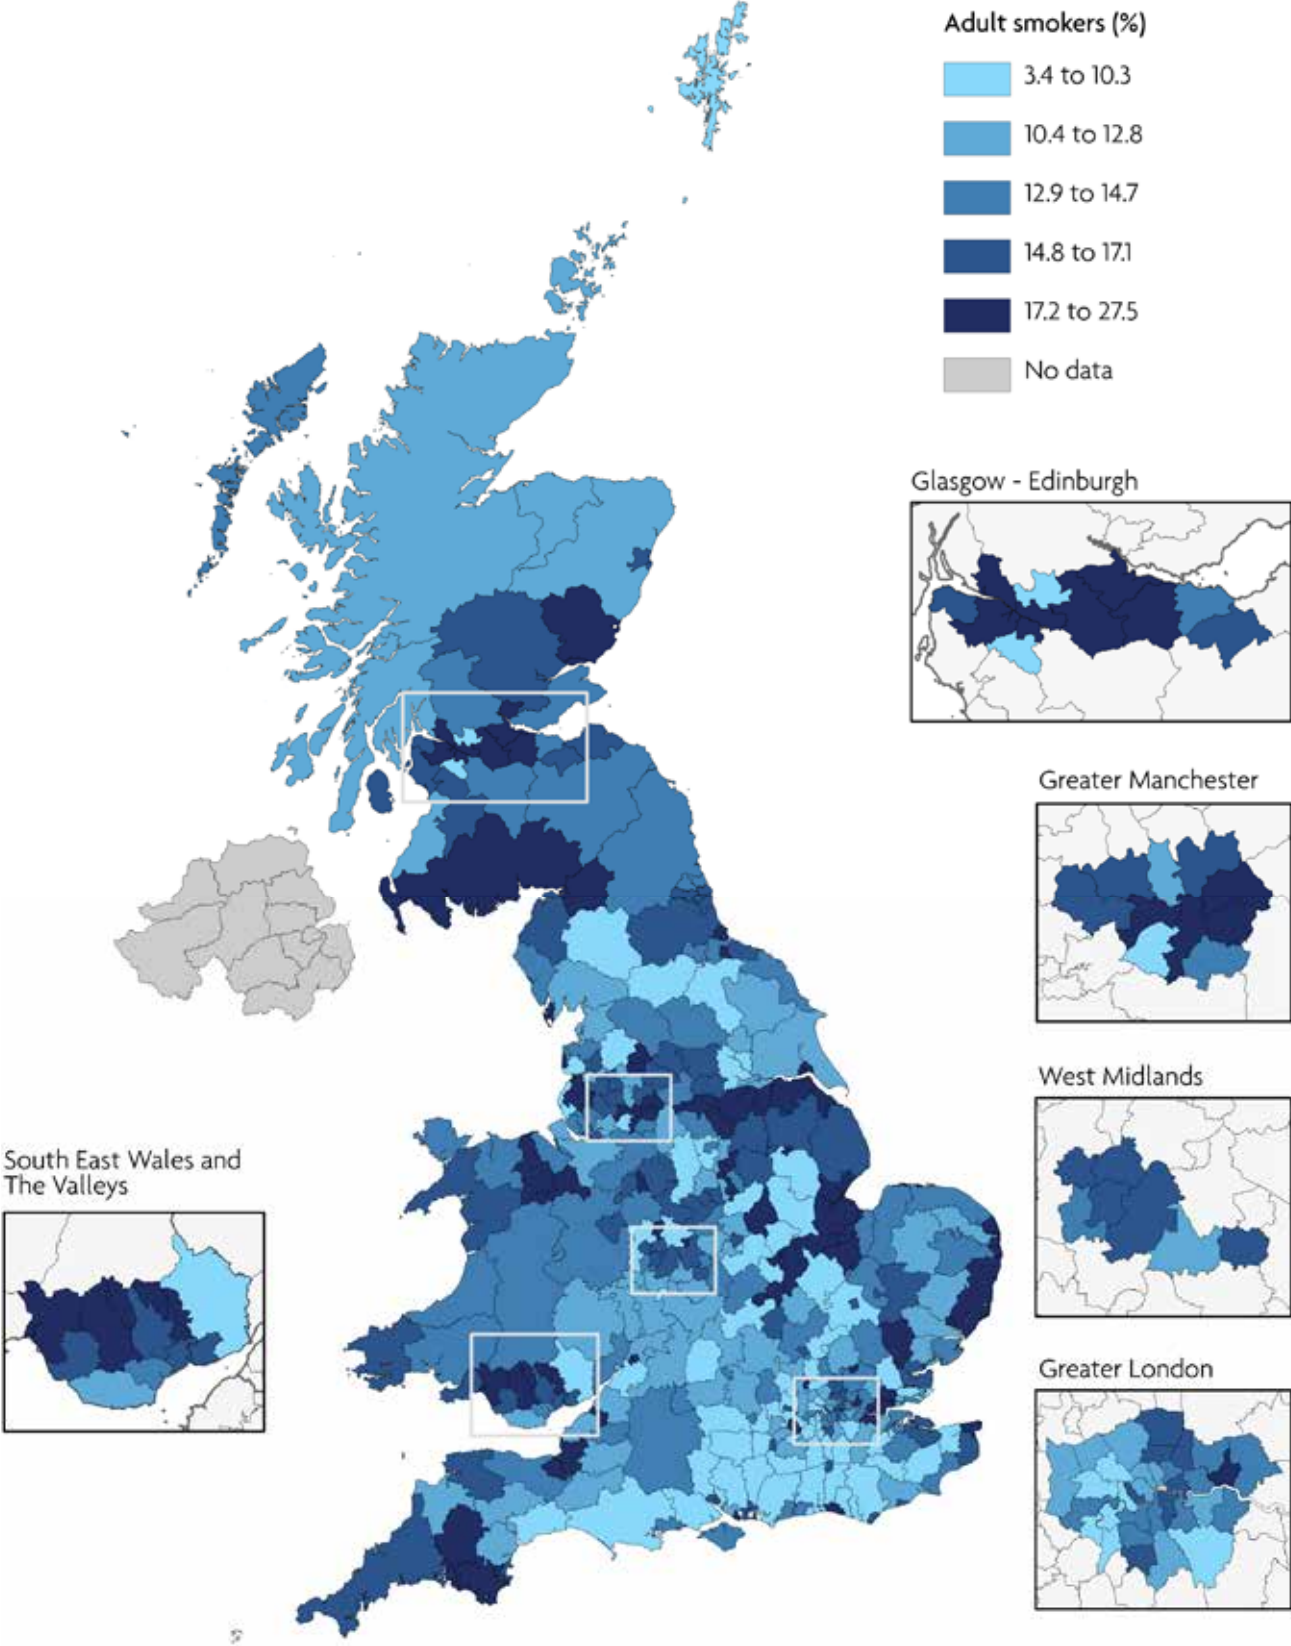 Adult smokers (%)
3.4 to 10.3
10.4 to 12.8
12.9 to 14.7
14.8 to 17.1
17.2 to 27.5
No data
Glasgow - Edinburgh
Greater Manchester
West Midlands
South East Wales and
The Valleys
Greater London